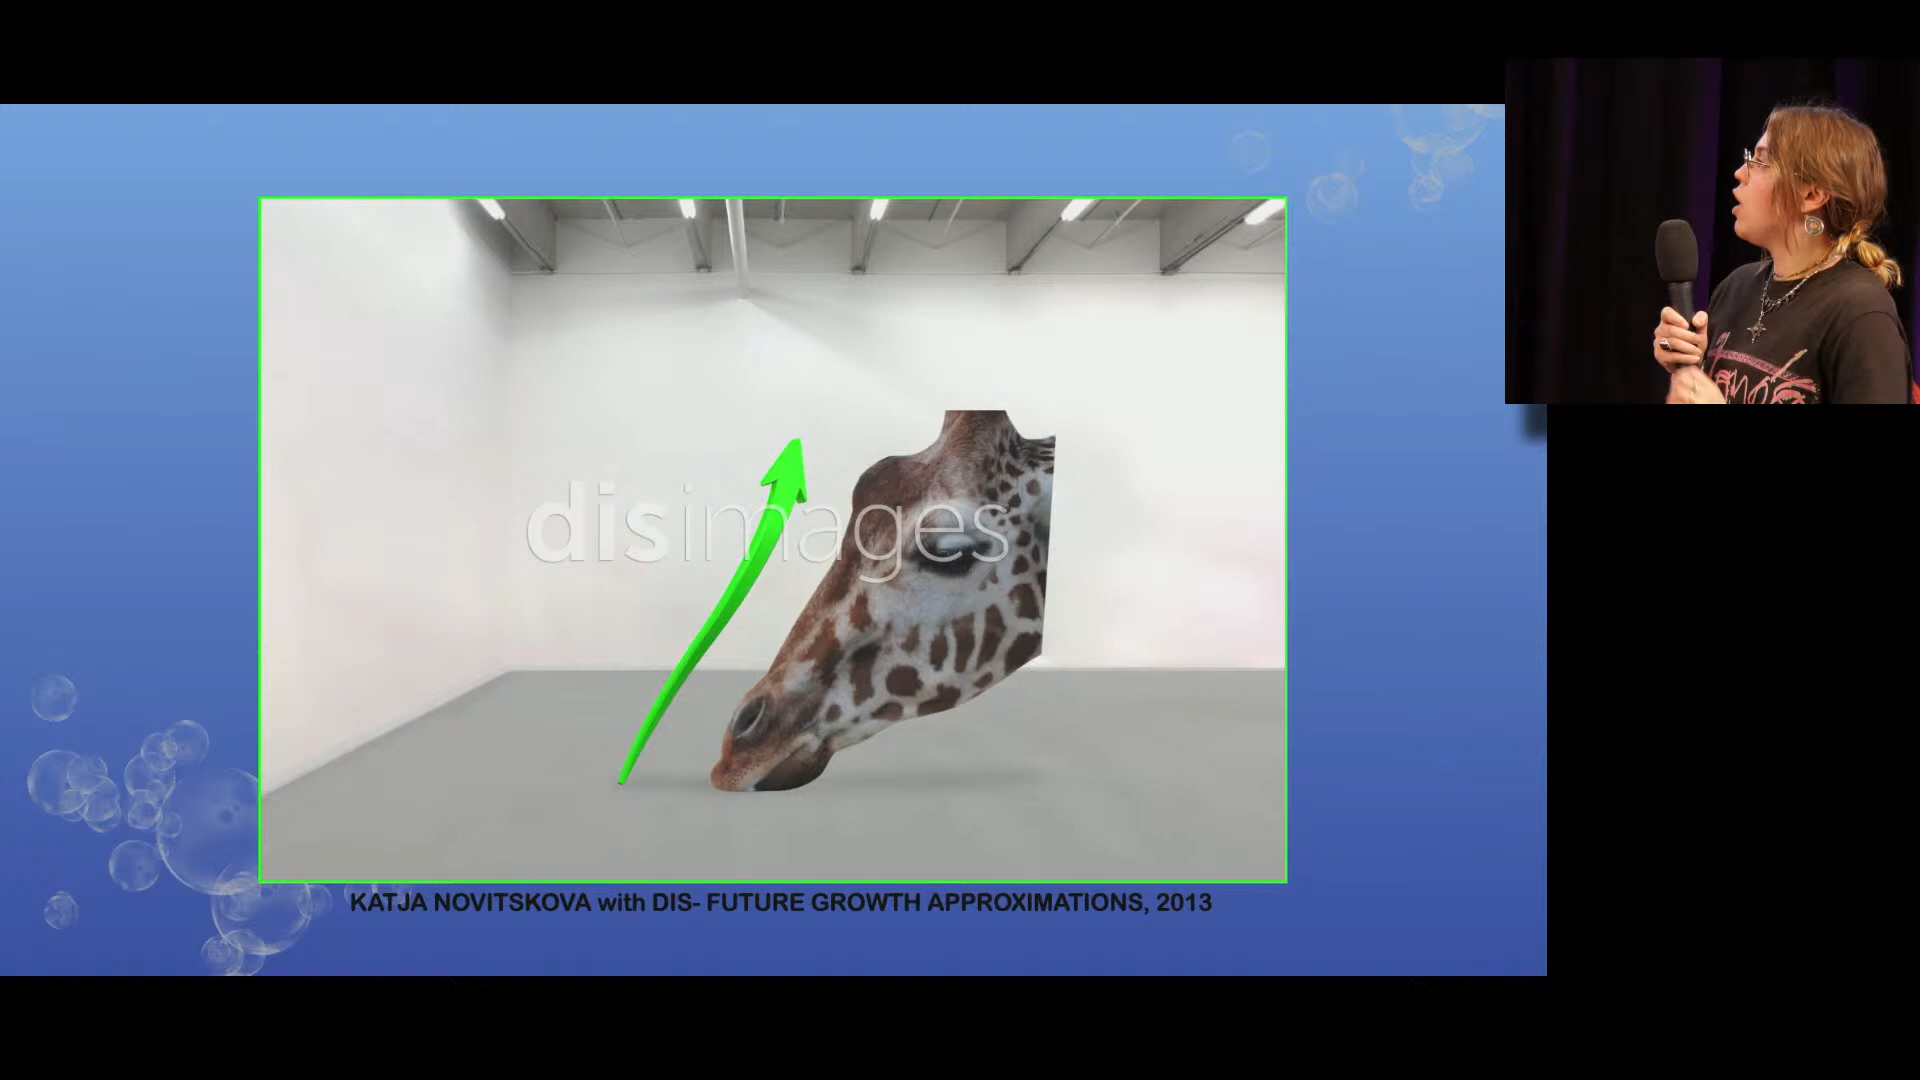 disimages
KATJA NOVITSKOVA with DIS- FUTURE GROWTH APPROXIMATIONS, 2013